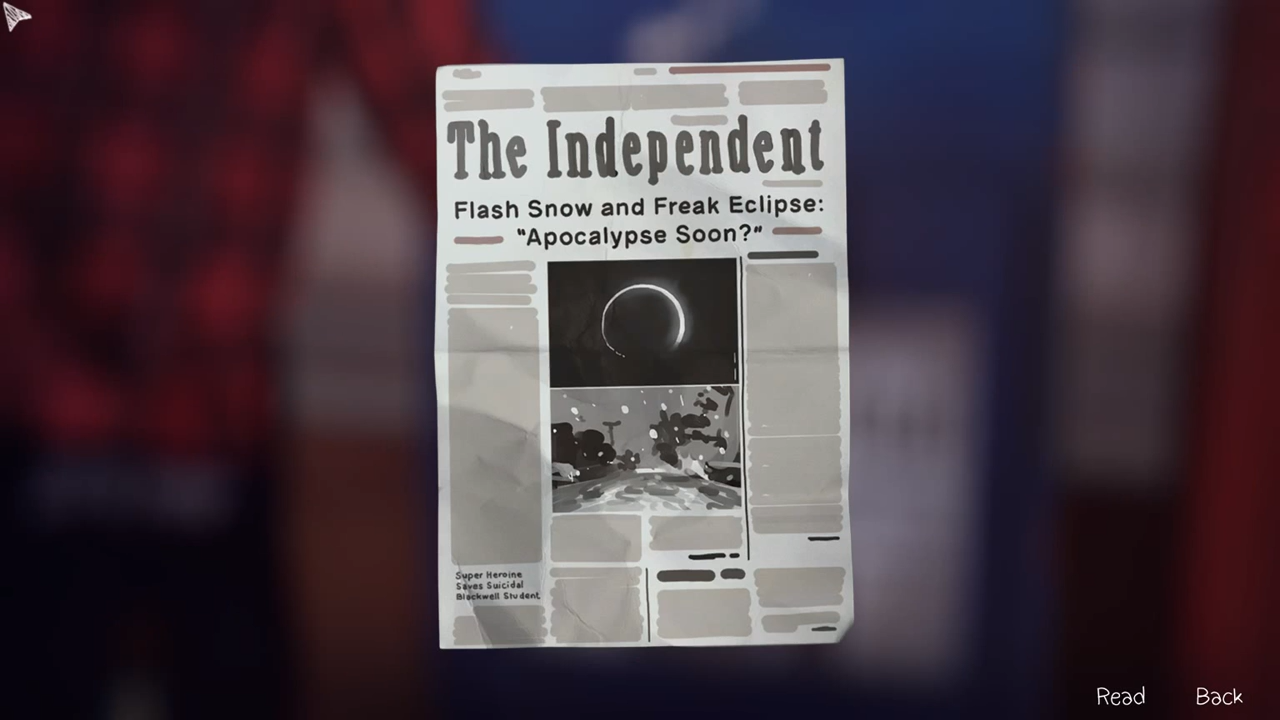 The Independent
Flash Snow and Freak Eclipse:
"Apocalypse Soon?"
Super Heroine
Saves Suicidal
Blackwell Student
Read
Back